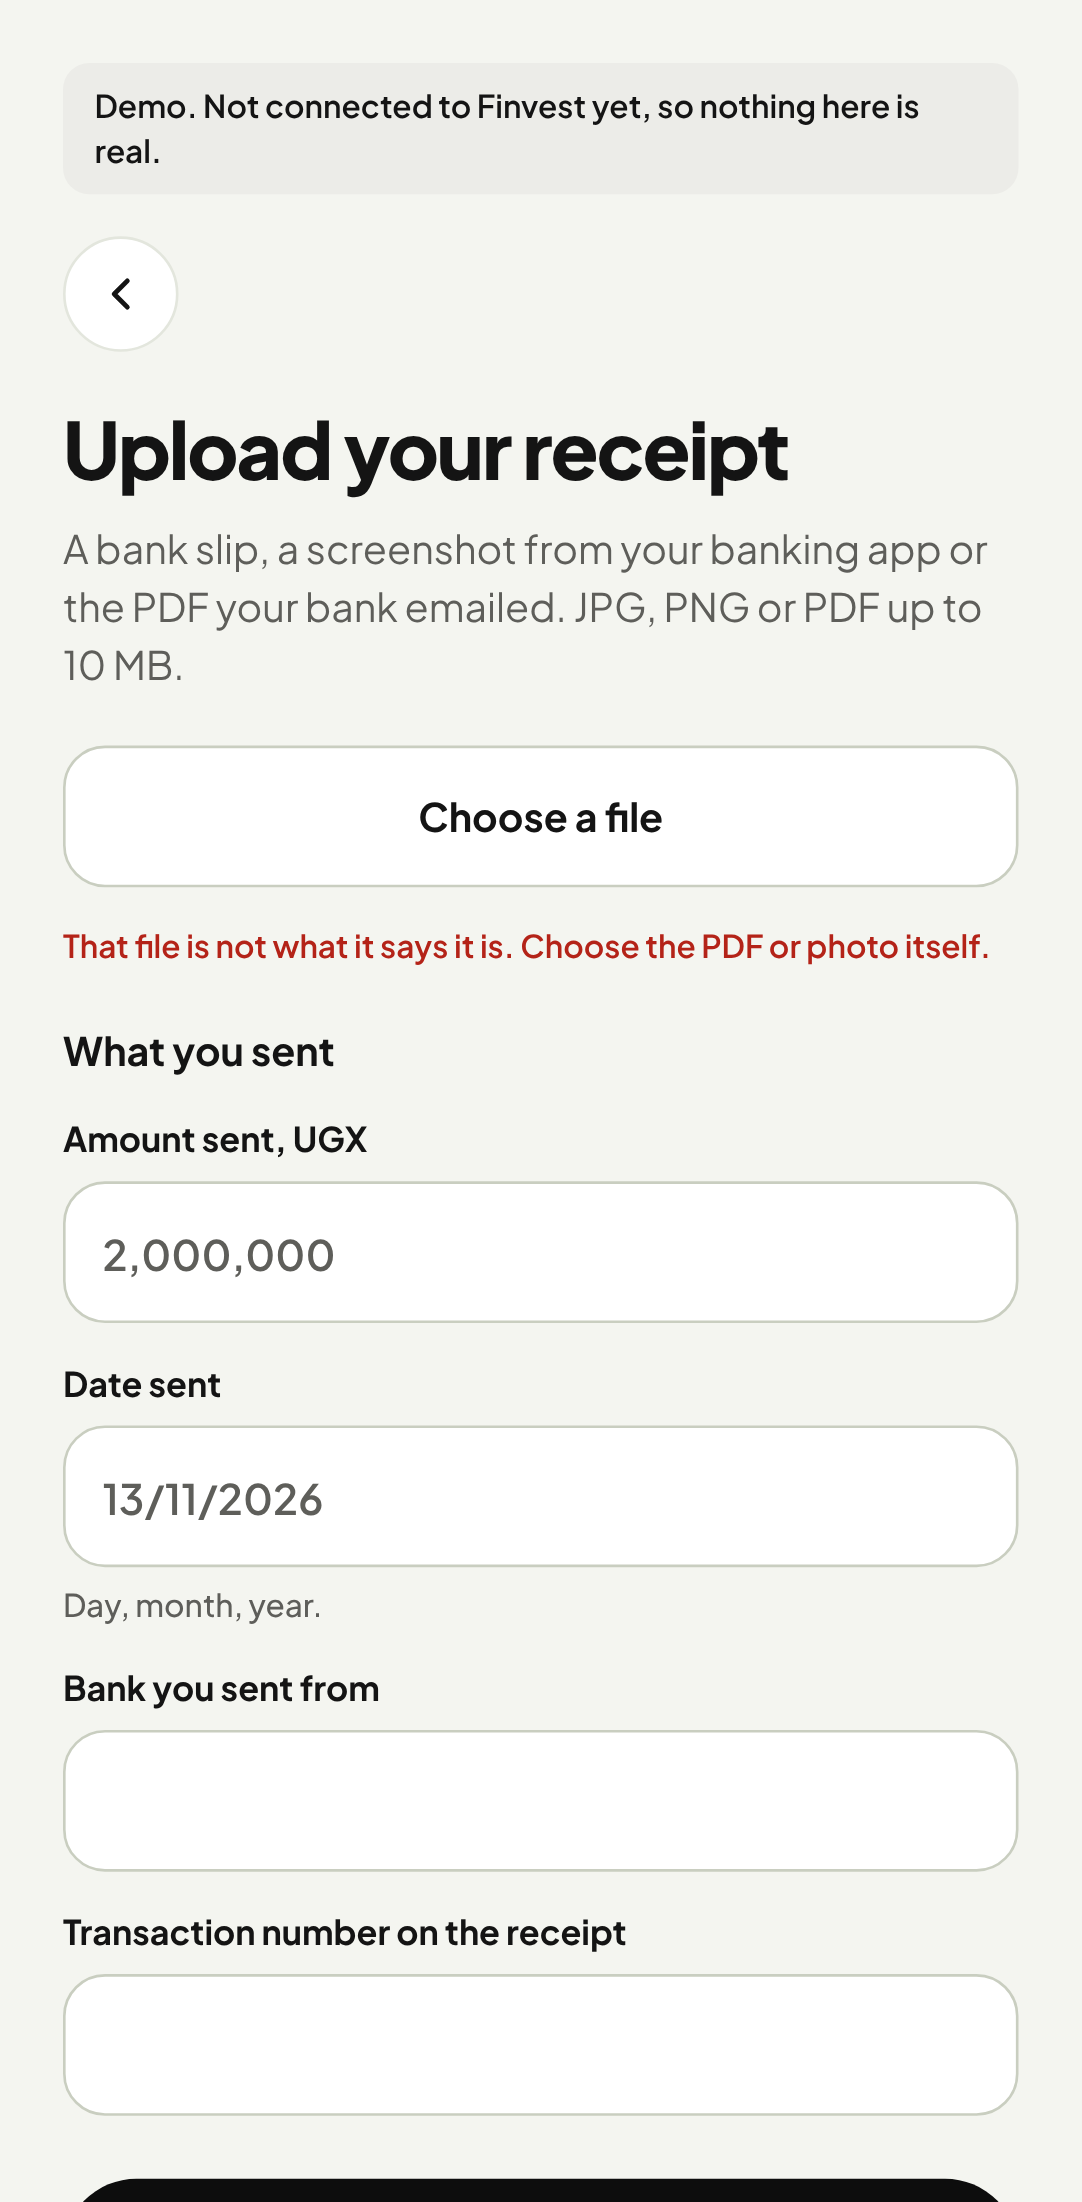 Demo. Not connected to Finvest yet, so nothing here is
real.
Upload your receipt
A bank slip, a screenshot from your banking app or
the PDF your bank emailed. JPG, PNG or PDF up to
10 MB.
Choose a file
That file is not what it says it is. Choose the PDF or photo itself.
What you sent
Amount sent, UGX
2,000,000
Date sent
13/11/2026
Day, month, year.
Bank you sent from
Transaction number on the receipt